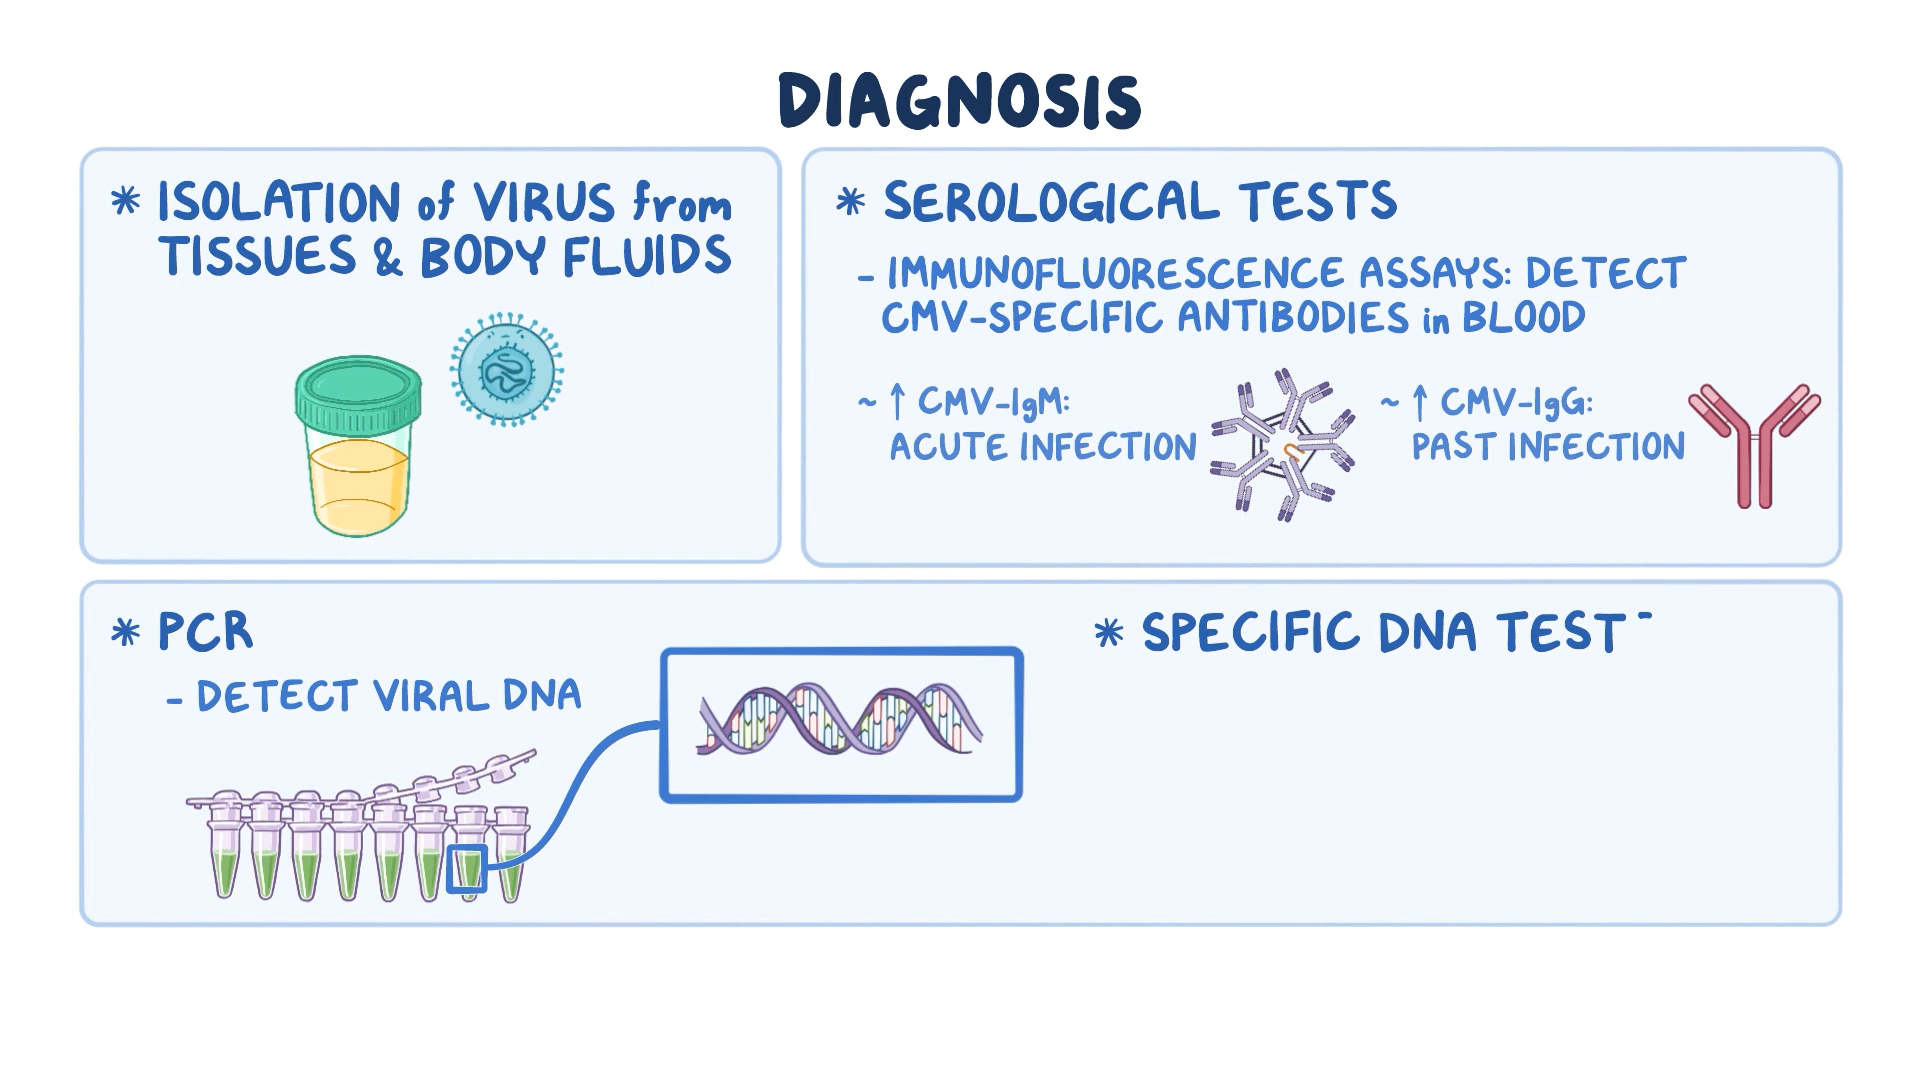 DIAGNOSIS
* ISOLATION of VIRUS from
TISSUES & BODY FLUIDS
* SEROLOGICAL TESTS
- IMMUNOFLUORESCENCE ASSAYS: DETECT
CMV-SPECIFIC ANTIBODIES in BLOOD
~ ↑ CMV-IgM:
ACUTE INFECTION
~ ↑ CMV-IgG:
PAST INFECTION
* PCR
- DETECT VIRAL DNA
* SPECIFIC DNA TEST